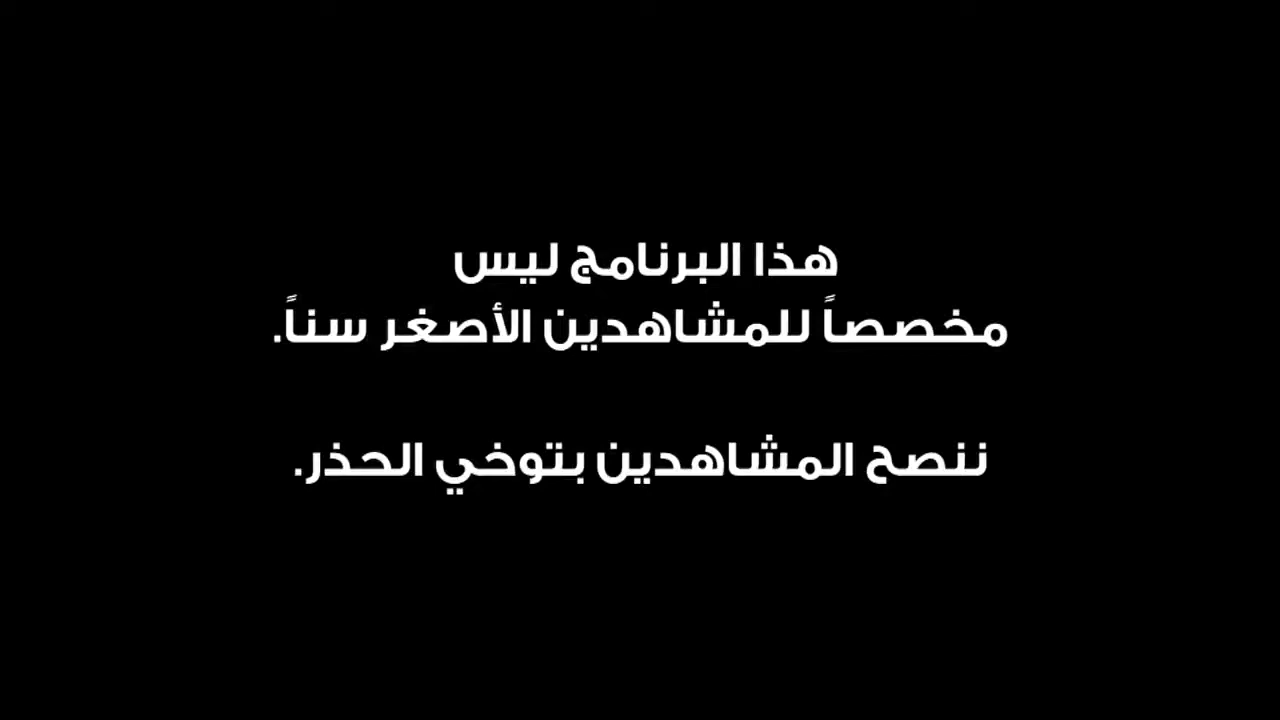 هذا البرنامج ليس
مخصصاً للمشاهدين الأصغر سناً.
ننصح المشاهدين بتوخي الحذر.